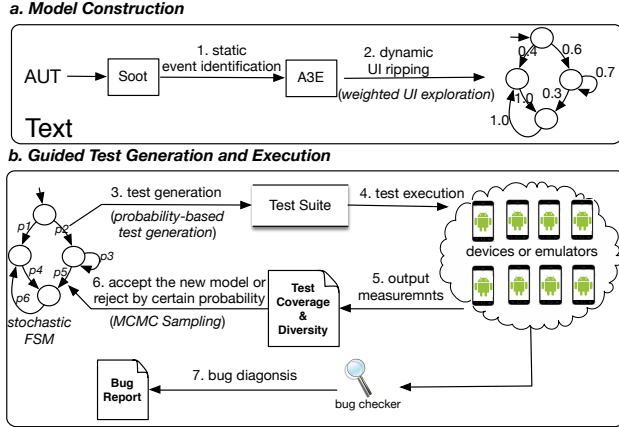 a. Model Construction
AUT
Soot
1. static
event identification
A3E
2. dynamic
UI ripping
(weighted UI exploration)
0.4
0.6
0.7
1.0
0.3
1.0
Text
b. Guided Test Generation and Execution
p1
p2
p3
p4
p5
p6
stochastic
FSM
3. test generation
(probability-based
test generation)
Test Suite
4. test execution
devices or emulators
5. output
measuremnts
Test
Coverage
&
Diversity
6. accept the new model or
reject by certain probability
(MCMC Sampling)
7. bug diagonsis
bug checker
Bug
Report